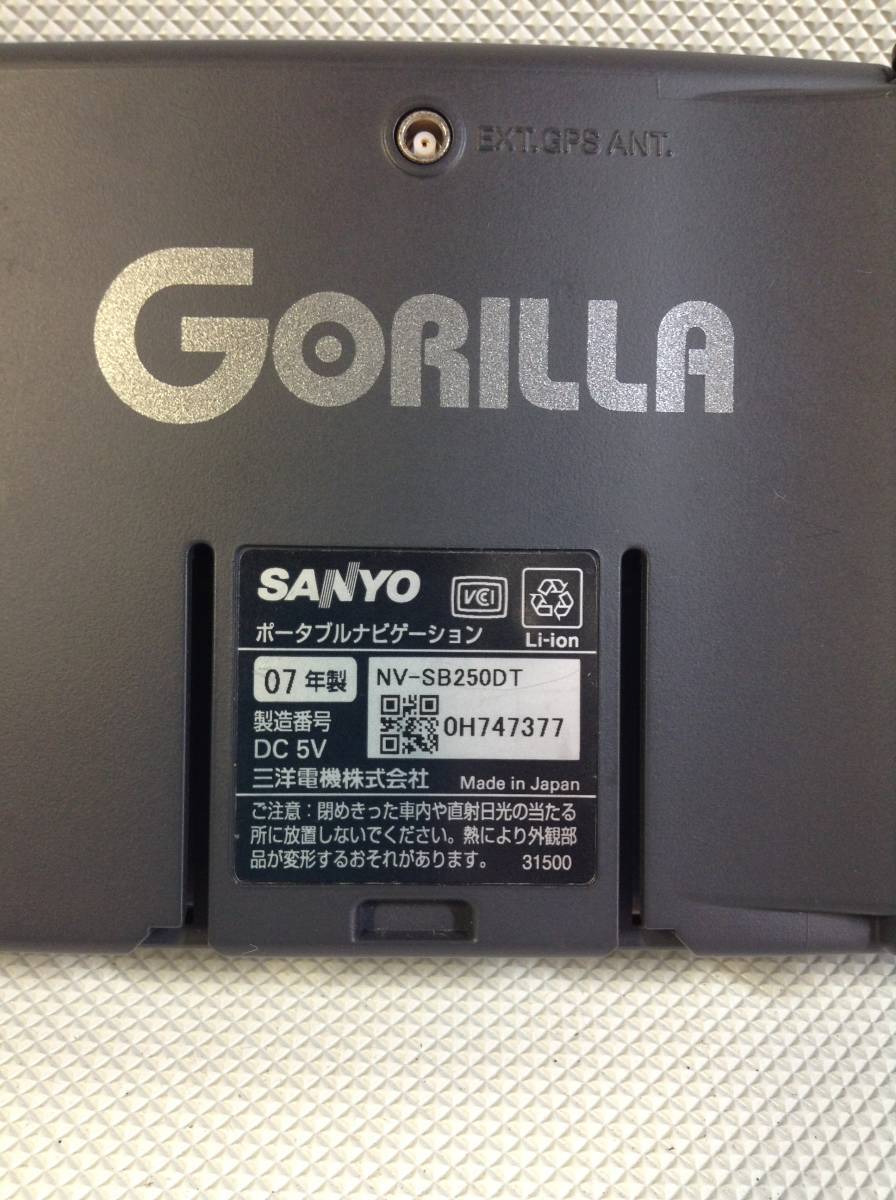 EXT.GPS ANT.
GORILLA
SANYO
VCCI
Li-ion
ポータブルナビゲーション
07年製
NV-SB250DT
製造番号
0H747377
DC 5V
三洋電機株式会社 Made in Japan
ご注意:閉めきった車内や直射日光の当たる
所に放置しないでください。熱により外観部
品が変形するおそれがあります。 31500